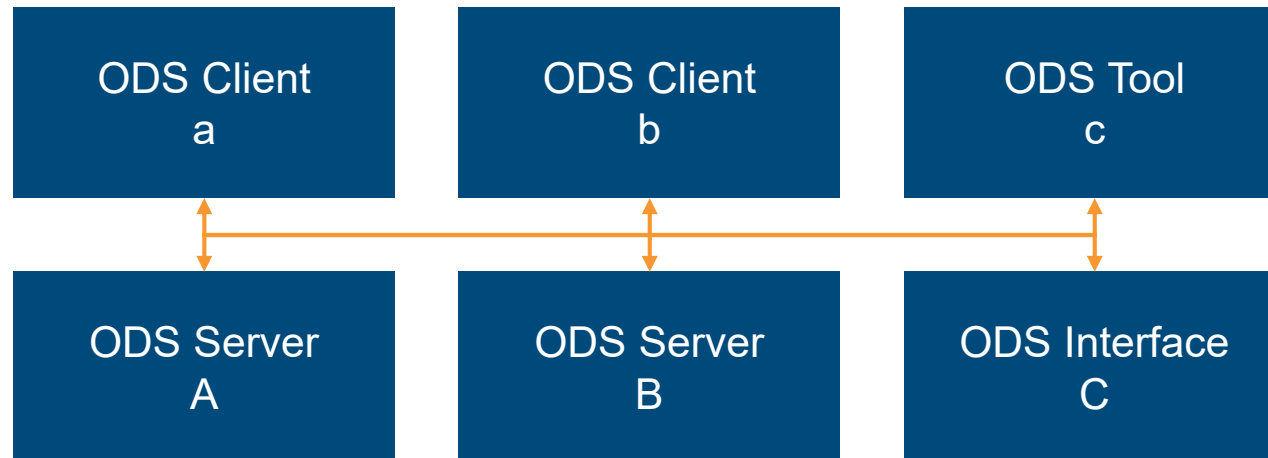 ODS Client
a
ODS Client
b
ODS Tool
c
ODS Server
A
ODS Server
B
ODS Interface
C